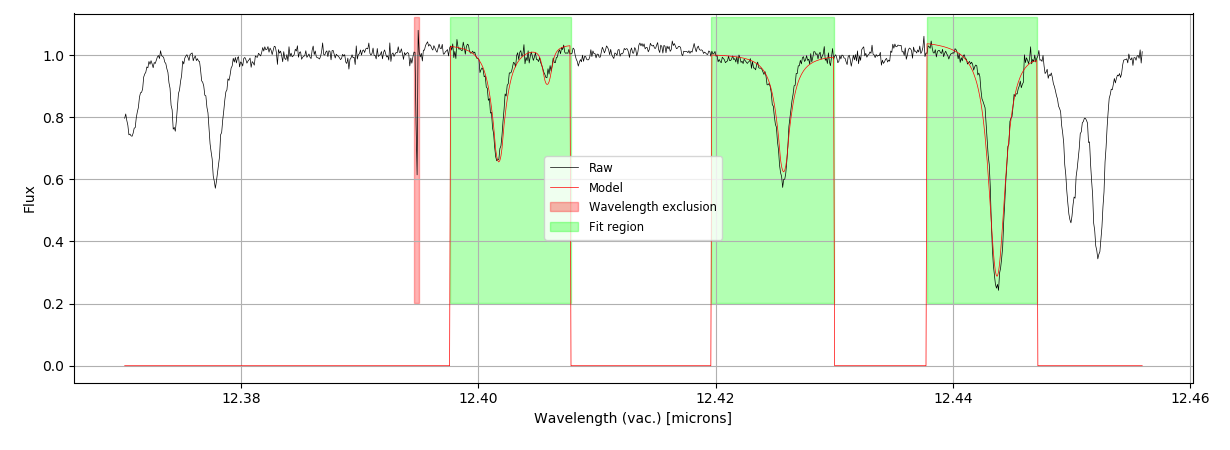 1.0
0.8
0.6
0.4
0.2
0.0
Flux
Raw
Model
Wavelength exclusion
Fit region
12.38
12.40
12.42
12.44
12.46
Wavelength (vac.) [microns]